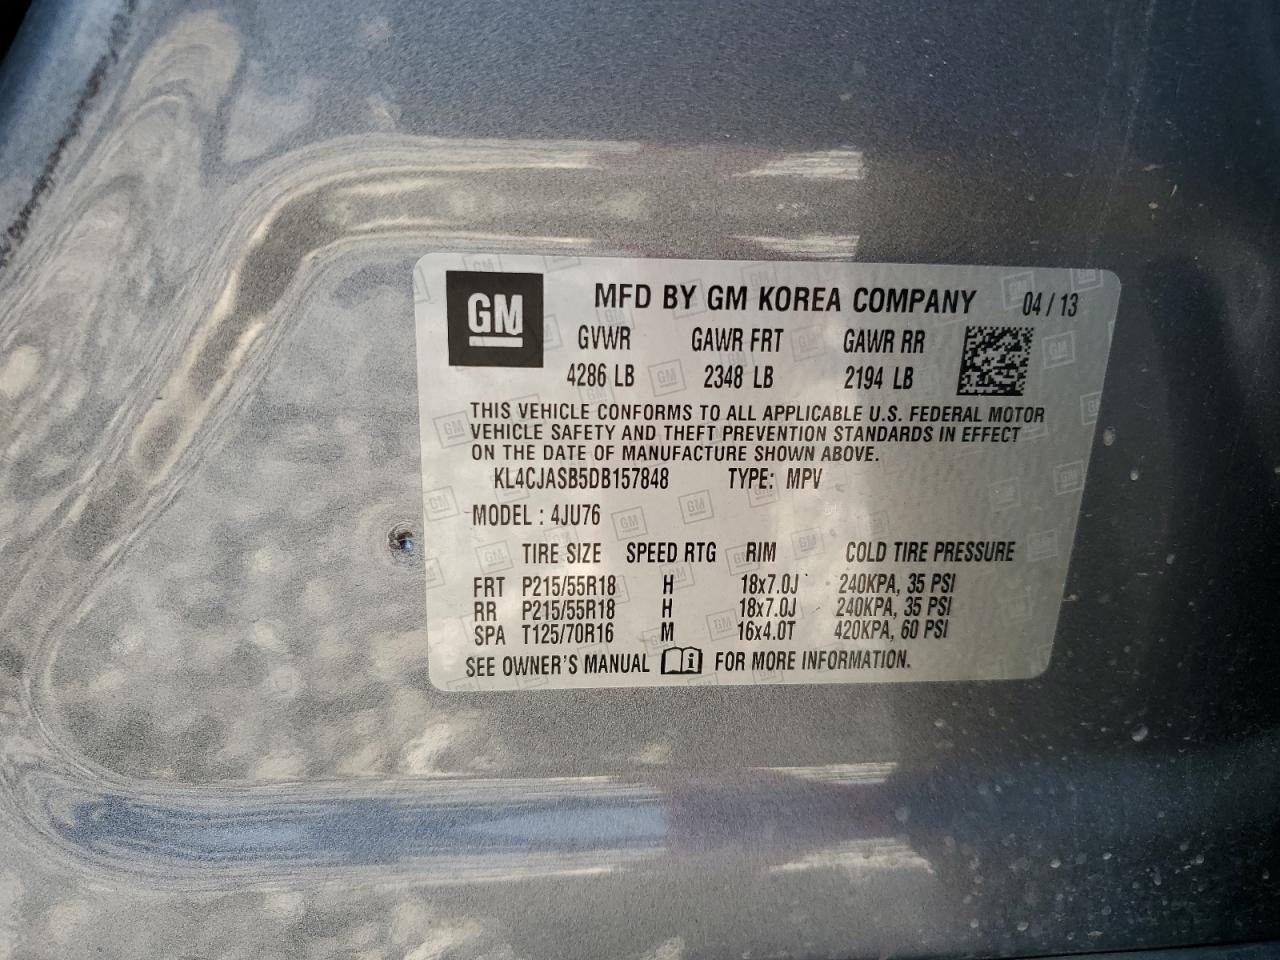 GM MFD BY GM KOREA COMPANY 04 / 13
GVWR GAWR FRT GAWR RR
4286 LB 2348 LB 2194 LB
THIS VEHICLE CONFORMS TO ALL APPLICABLE U.S. FEDERAL MOTOR
VEHICLE SAFETY AND THEFT PREVENTION STANDARDS IN EFFECT
ON THE DATE OF MANUFACTURE SHOWN ABOVE.
KL4CJASB5DB157848 TYPE: MPV
MODEL : 4JU76
TIRE SIZE SPEED RTG RIM COLD TIRE PRESSURE
FRT P215/55R18 H 18x7.0J 240KPA, 35 PSI
RR P215/55R18 H 18x7.0J 240KPA, 35 PSI
SPA T125/70R16 M 16x4.0T 420KPA, 60 PSI
SEE OWNER'S MANUAL FOR MORE INFORMATION.